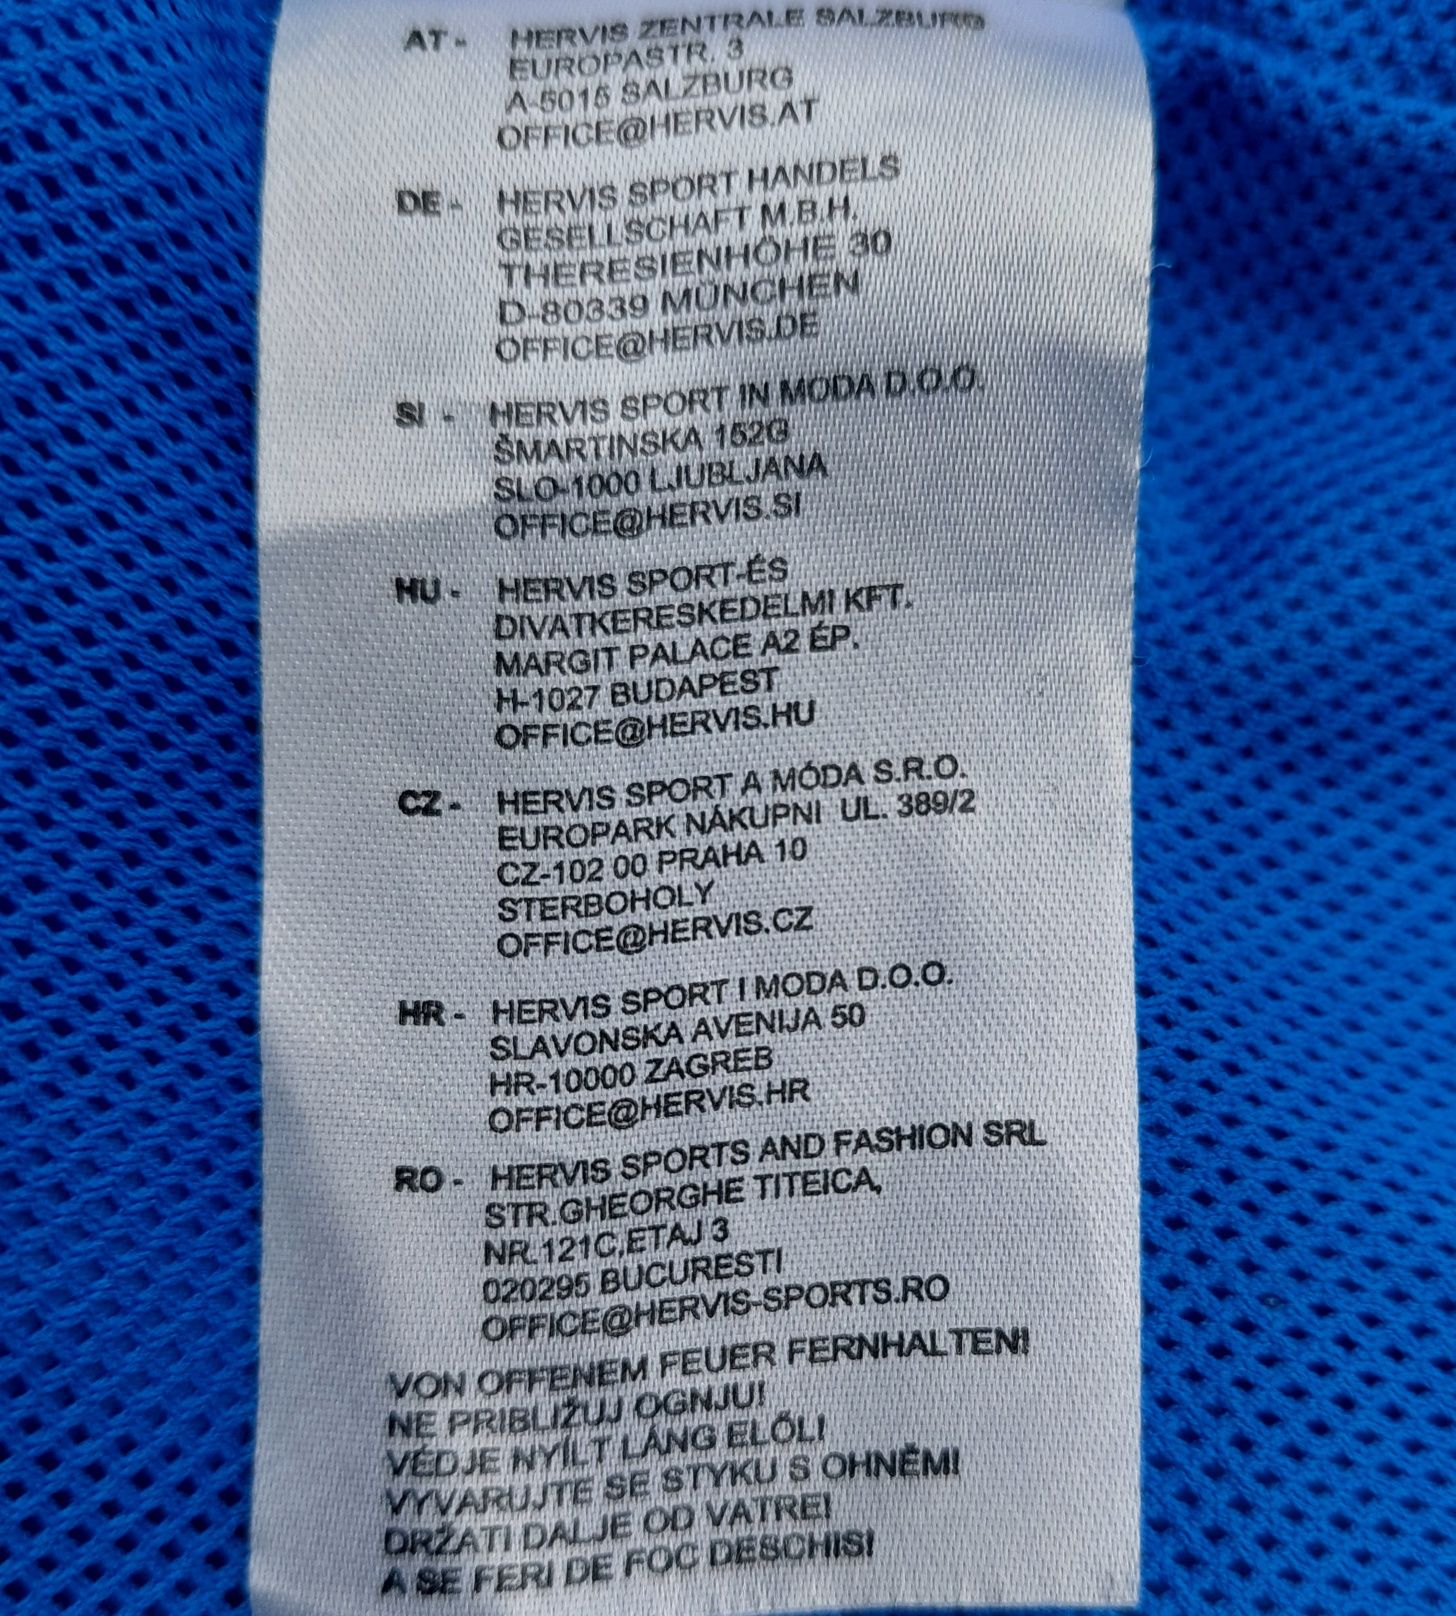 AT - HERVIS ZENTRALE SALZBURG
EUROPASTR. 3
A-5015 SALZBURG
OFFICE@HERVIS.AT
DE - HERVIS SPORT HANDELS
GESELLSCHAFT M.B.H.
THERESIENHÖHE 30
D-80339 MÜNCHEN
OFFICE@HERVIS.DE
SI - HERVIS SPORT IN MODA D.O.O.
ŠMARTINSKA 152G
SLO-1000 LJUBLJANA
OFFICE@HERVIS.SI
HU - HERVIS SPORT-ÉS
DIVATKERESKEDELMI KFT.
MARGIT PALACE A2 ÉP.
H-1027 BUDAPEST
OFFICE@HERVIS.HU
CZ - HERVIS SPORT A MÓDA S.R.O.
EUROPARK NÁKUPNI UL. 389/2
CZ-102 00 PRAHA 10
STERBOHOLY
OFFICE@HERVIS.CZ
HR - HERVIS SPORT I MODA D.O.O.
SLAVONSKA AVENIJA 50
HR-10000 ZAGREB
OFFICE@HERVIS.HR
RO - HERVIS SPORTS AND FASHION SRL
STR.GHEORGHE TITEICA,
NR.121C,ETAJ 3
020295 BUCURESTI
OFFICE@HERVIS-SPORTS.RO
VON OFFENEM FEUER FERNHALTEN!
NE PRIBLIŽUJ OGNJU!
VÉDJE NYÍLT LÁNG ELŐL!
VYVARUJTE SE STYKU S OHNĚM!
DRŽATI DALJE OD VATRE!
A SE FERI DE FOC DESCHIS!